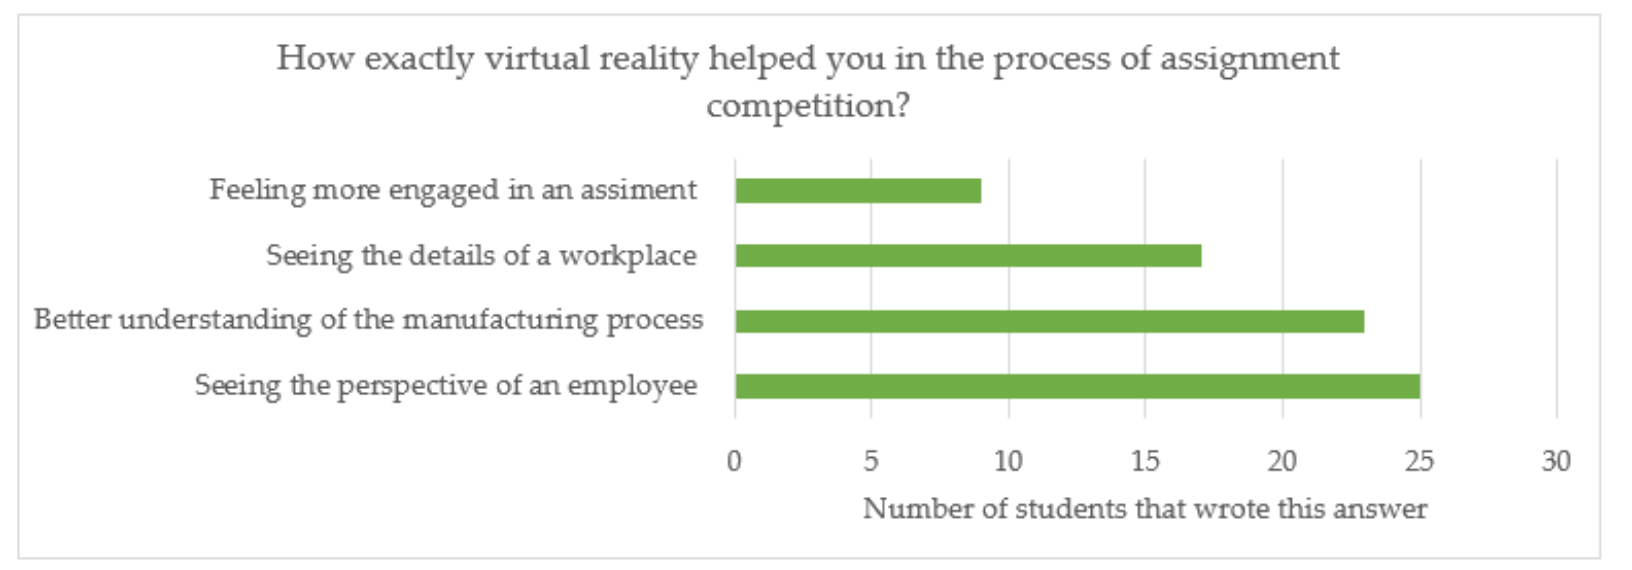 How exactly virtual reality helped you in the process of assignment
competition?
Feeling more engaged in an assiment
Seeing the details of a workplace
Better understanding of the manufacturing process
Seeing the perspective of an employee
0 5 10 15 20 25 30
Number of students that wrote this answer